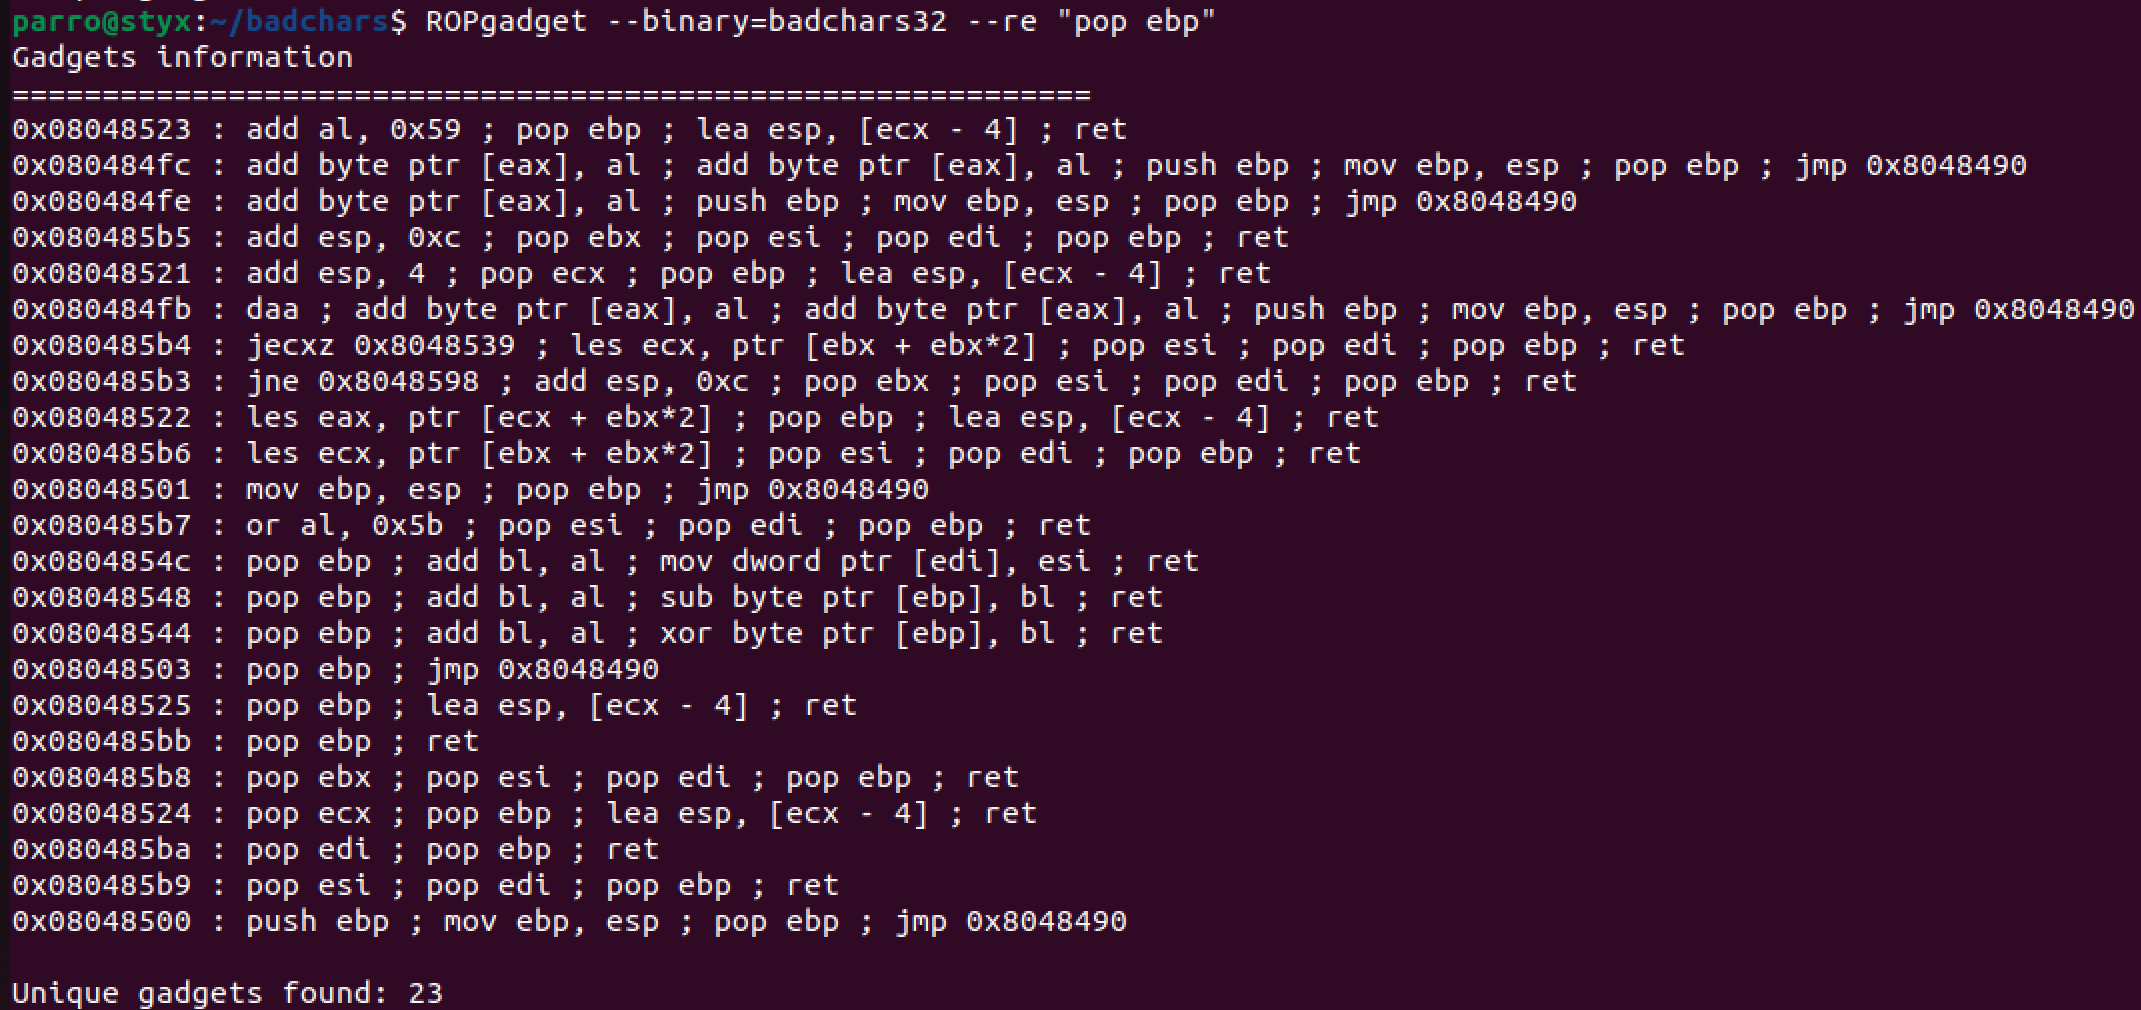 parro@styx:~/badchars$ ROPgadget --binary=badchars32 --re "pop ebp"
Gadgets information
============================================================
0x08048523 : add al, 0x59 ; pop ebp ; lea esp, [ecx - 4] ; ret
0x080484fc : add byte ptr [eax], al ; add byte ptr [eax], al ; push ebp ; mov ebp, esp ; pop ebp ; jmp 0x8048490
0x080484fe : add byte ptr [eax], al ; push ebp ; mov ebp, esp ; pop ebp ; jmp 0x8048490
0x080485b5 : add esp, 0xc ; pop ebx ; pop esi ; pop edi ; pop ebp ; ret
0x08048521 : add esp, 4 ; pop ecx ; pop ebp ; lea esp, [ecx - 4] ; ret
0x080484fb : daa ; add byte ptr [eax], al ; add byte ptr [eax], al ; push ebp ; mov ebp, esp ; pop ebp ; jmp 0x8048490
0x080485b4 : jecxz 0x8048539 ; les ecx, ptr [ebx + ebx*2] ; pop esi ; pop edi ; pop ebp ; ret
0x080485b3 : jne 0x8048598 ; add esp, 0xc ; pop ebx ; pop esi ; pop edi ; pop ebp ; ret
0x08048522 : les eax, ptr [ecx + ebx*2] ; pop ebp ; lea esp, [ecx - 4] ; ret
0x080485b6 : les ecx, ptr [ebx + ebx*2] ; pop esi ; pop edi ; pop ebp ; ret
0x08048501 : mov ebp, esp ; pop ebp ; jmp 0x8048490
0x080485b7 : or al, 0x5b ; pop esi ; pop edi ; pop ebp ; ret
0x0804854c : pop ebp ; add bl, al ; mov dword ptr [edi], esi ; ret
0x08048548 : pop ebp ; add bl, al ; sub byte ptr [ebp], bl ; ret
0x08048544 : pop ebp ; add bl, al ; xor byte ptr [ebp], bl ; ret
0x08048503 : pop ebp ; jmp 0x8048490
0x08048525 : pop ebp ; lea esp, [ecx - 4] ; ret
0x080485bb : pop ebp ; ret
0x080485b8 : pop ebx ; pop esi ; pop edi ; pop ebp ; ret
0x08048524 : pop ecx ; pop ebp ; lea esp, [ecx - 4] ; ret
0x080485ba : pop edi ; pop ebp ; ret
0x080485b9 : pop esi ; pop edi ; pop ebp ; ret
0x08048500 : push ebp ; mov ebp, esp ; pop ebp ; jmp 0x8048490
Unique gadgets found: 23